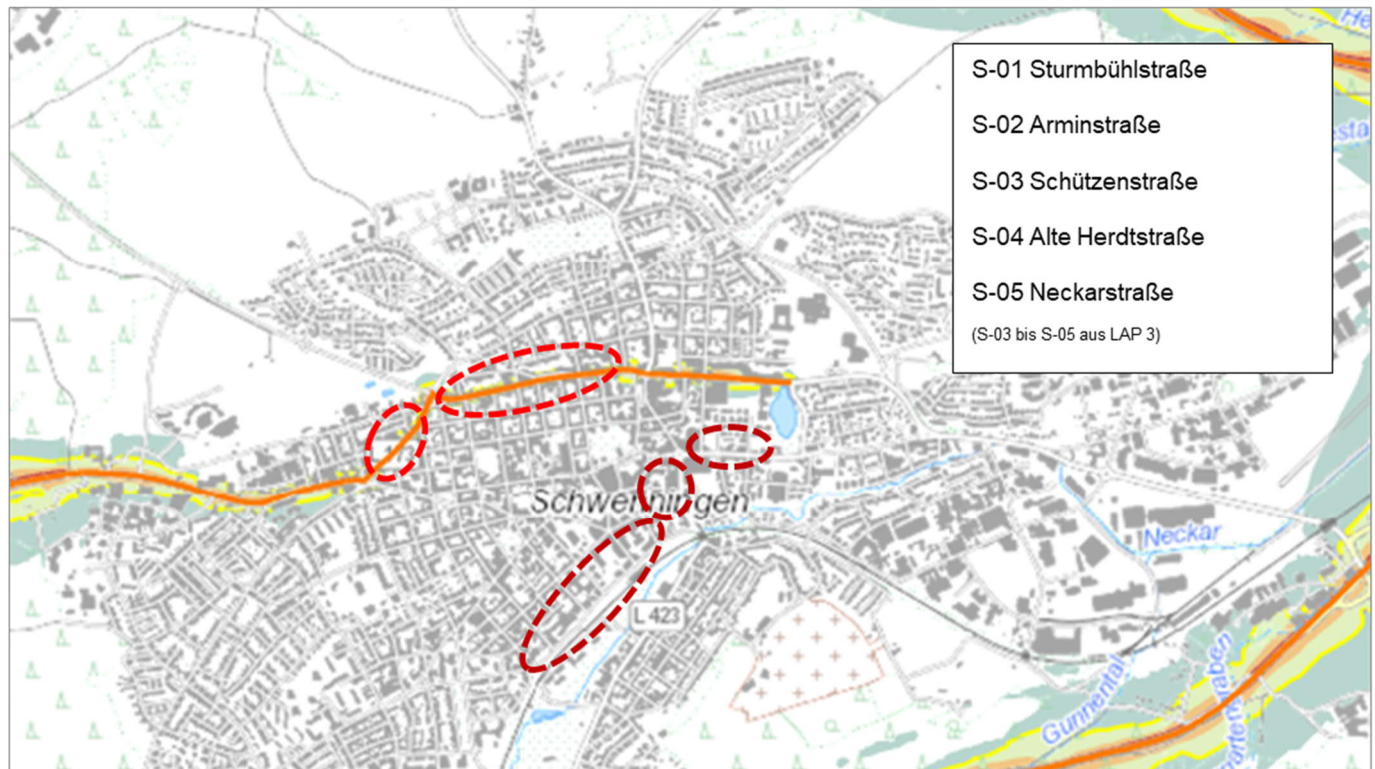 S-01 Sturmbühlstraße
S-02 Arminstraße
S-03 Schützenstraße
S-04 Alte Herdtstraße
S-05 Neckarstraße
(S-03 bis S-05 aus LAP 3)
Schwenningen
Neckar
L 423